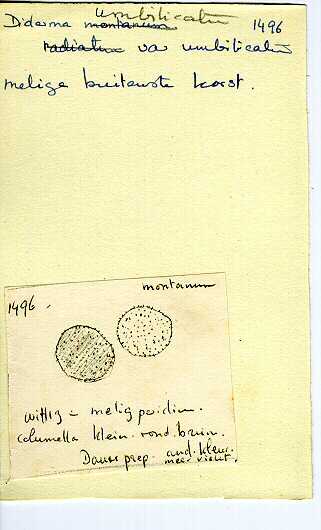 umbilicatum
Diderma montanum 1496
radiatum var umbilicatum
melige buitenste korst.
montanum
1496.
wittig - melig peridium.
columella klein. rond. bruin.
Dauer prep. and. kleur.
meer violet.